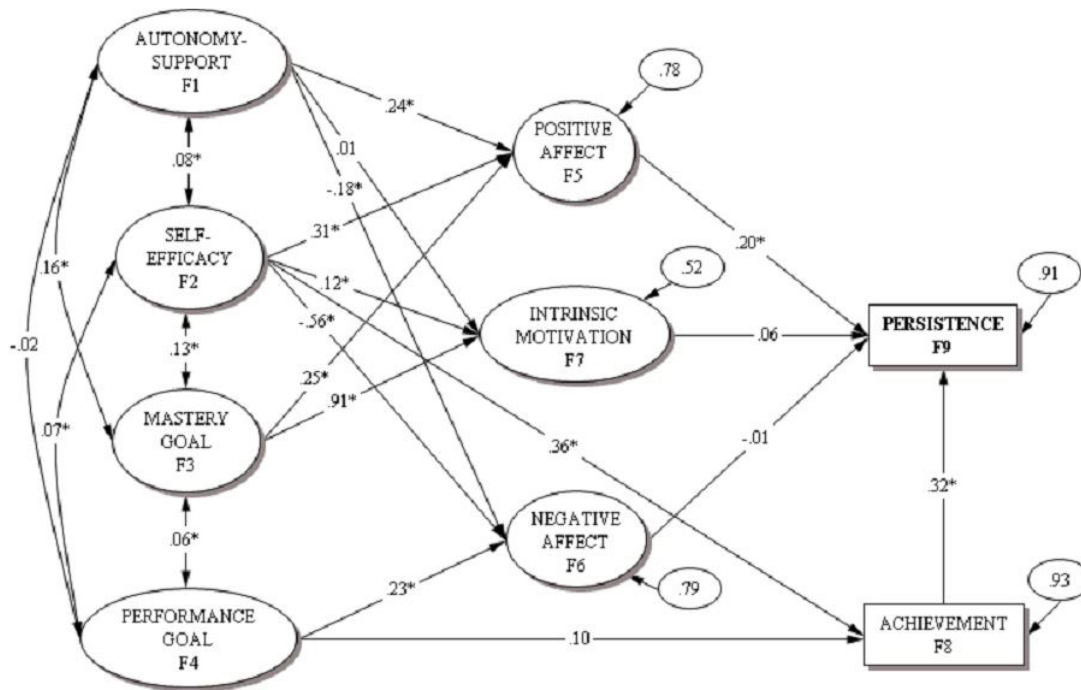 AUTONOMY-
SUPPORT
F1
.78
.24*
POSITIVE
AFFECT
F5
.01
.08*
-.18*
SELF-
EFFICACY
F2
.31*
.20*
.16*
.12*
.52
.91
INTRINSIC
MOTIVATION
F7
PERSISTENCE
F9
-.56*
.06
-.02
.13*
.25*
.91*
MASTERY
GOAL
F3
.07*
.36*
-.01
.32*
NEGATIVE
AFFECT
F6
.06*
.23*
.79
.93
PERFORMANCE
GOAL
F4
.10
ACHIEVEMENT
F8